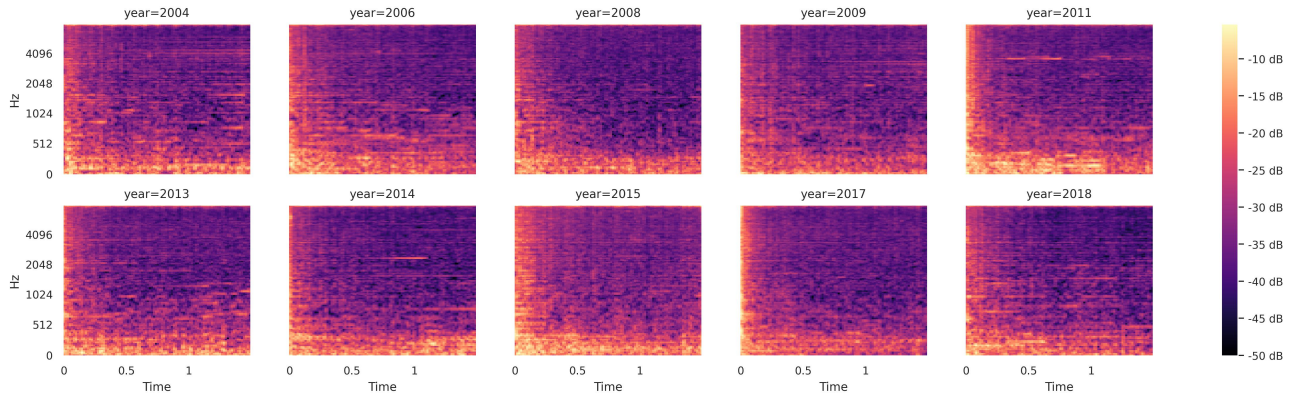 year=2004 year=2006 year=2008 year=2009 year=2011
4096
2048
1024
512
0
Hz
year=2013 year=2014 year=2015 year=2017 year=2018
4096
2048
1024
512
0
Hz
0 0.5 1 0 0.5 1 0 0.5 1 0 0.5 1 0 0.5 1
Time Time Time Time Time
-10 dB
-15 dB
-20 dB
-25 dB
-30 dB
-35 dB
-40 dB
-45 dB
-50 dB